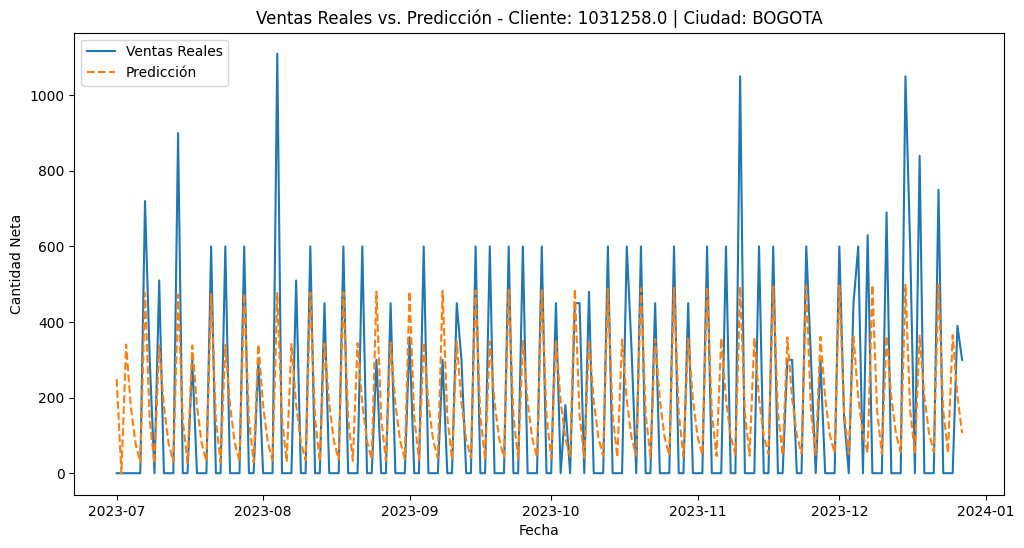 Ventas Reales vs. Predicción - Cliente: 1031258.0 | Ciudad: BOGOTA
Ventas Reales
Predicción
1000
800
600
400
200
0
Cantidad Neta
2023-07
2023-08
2023-09
2023-10
2023-11
2023-12
2024-01
Fecha